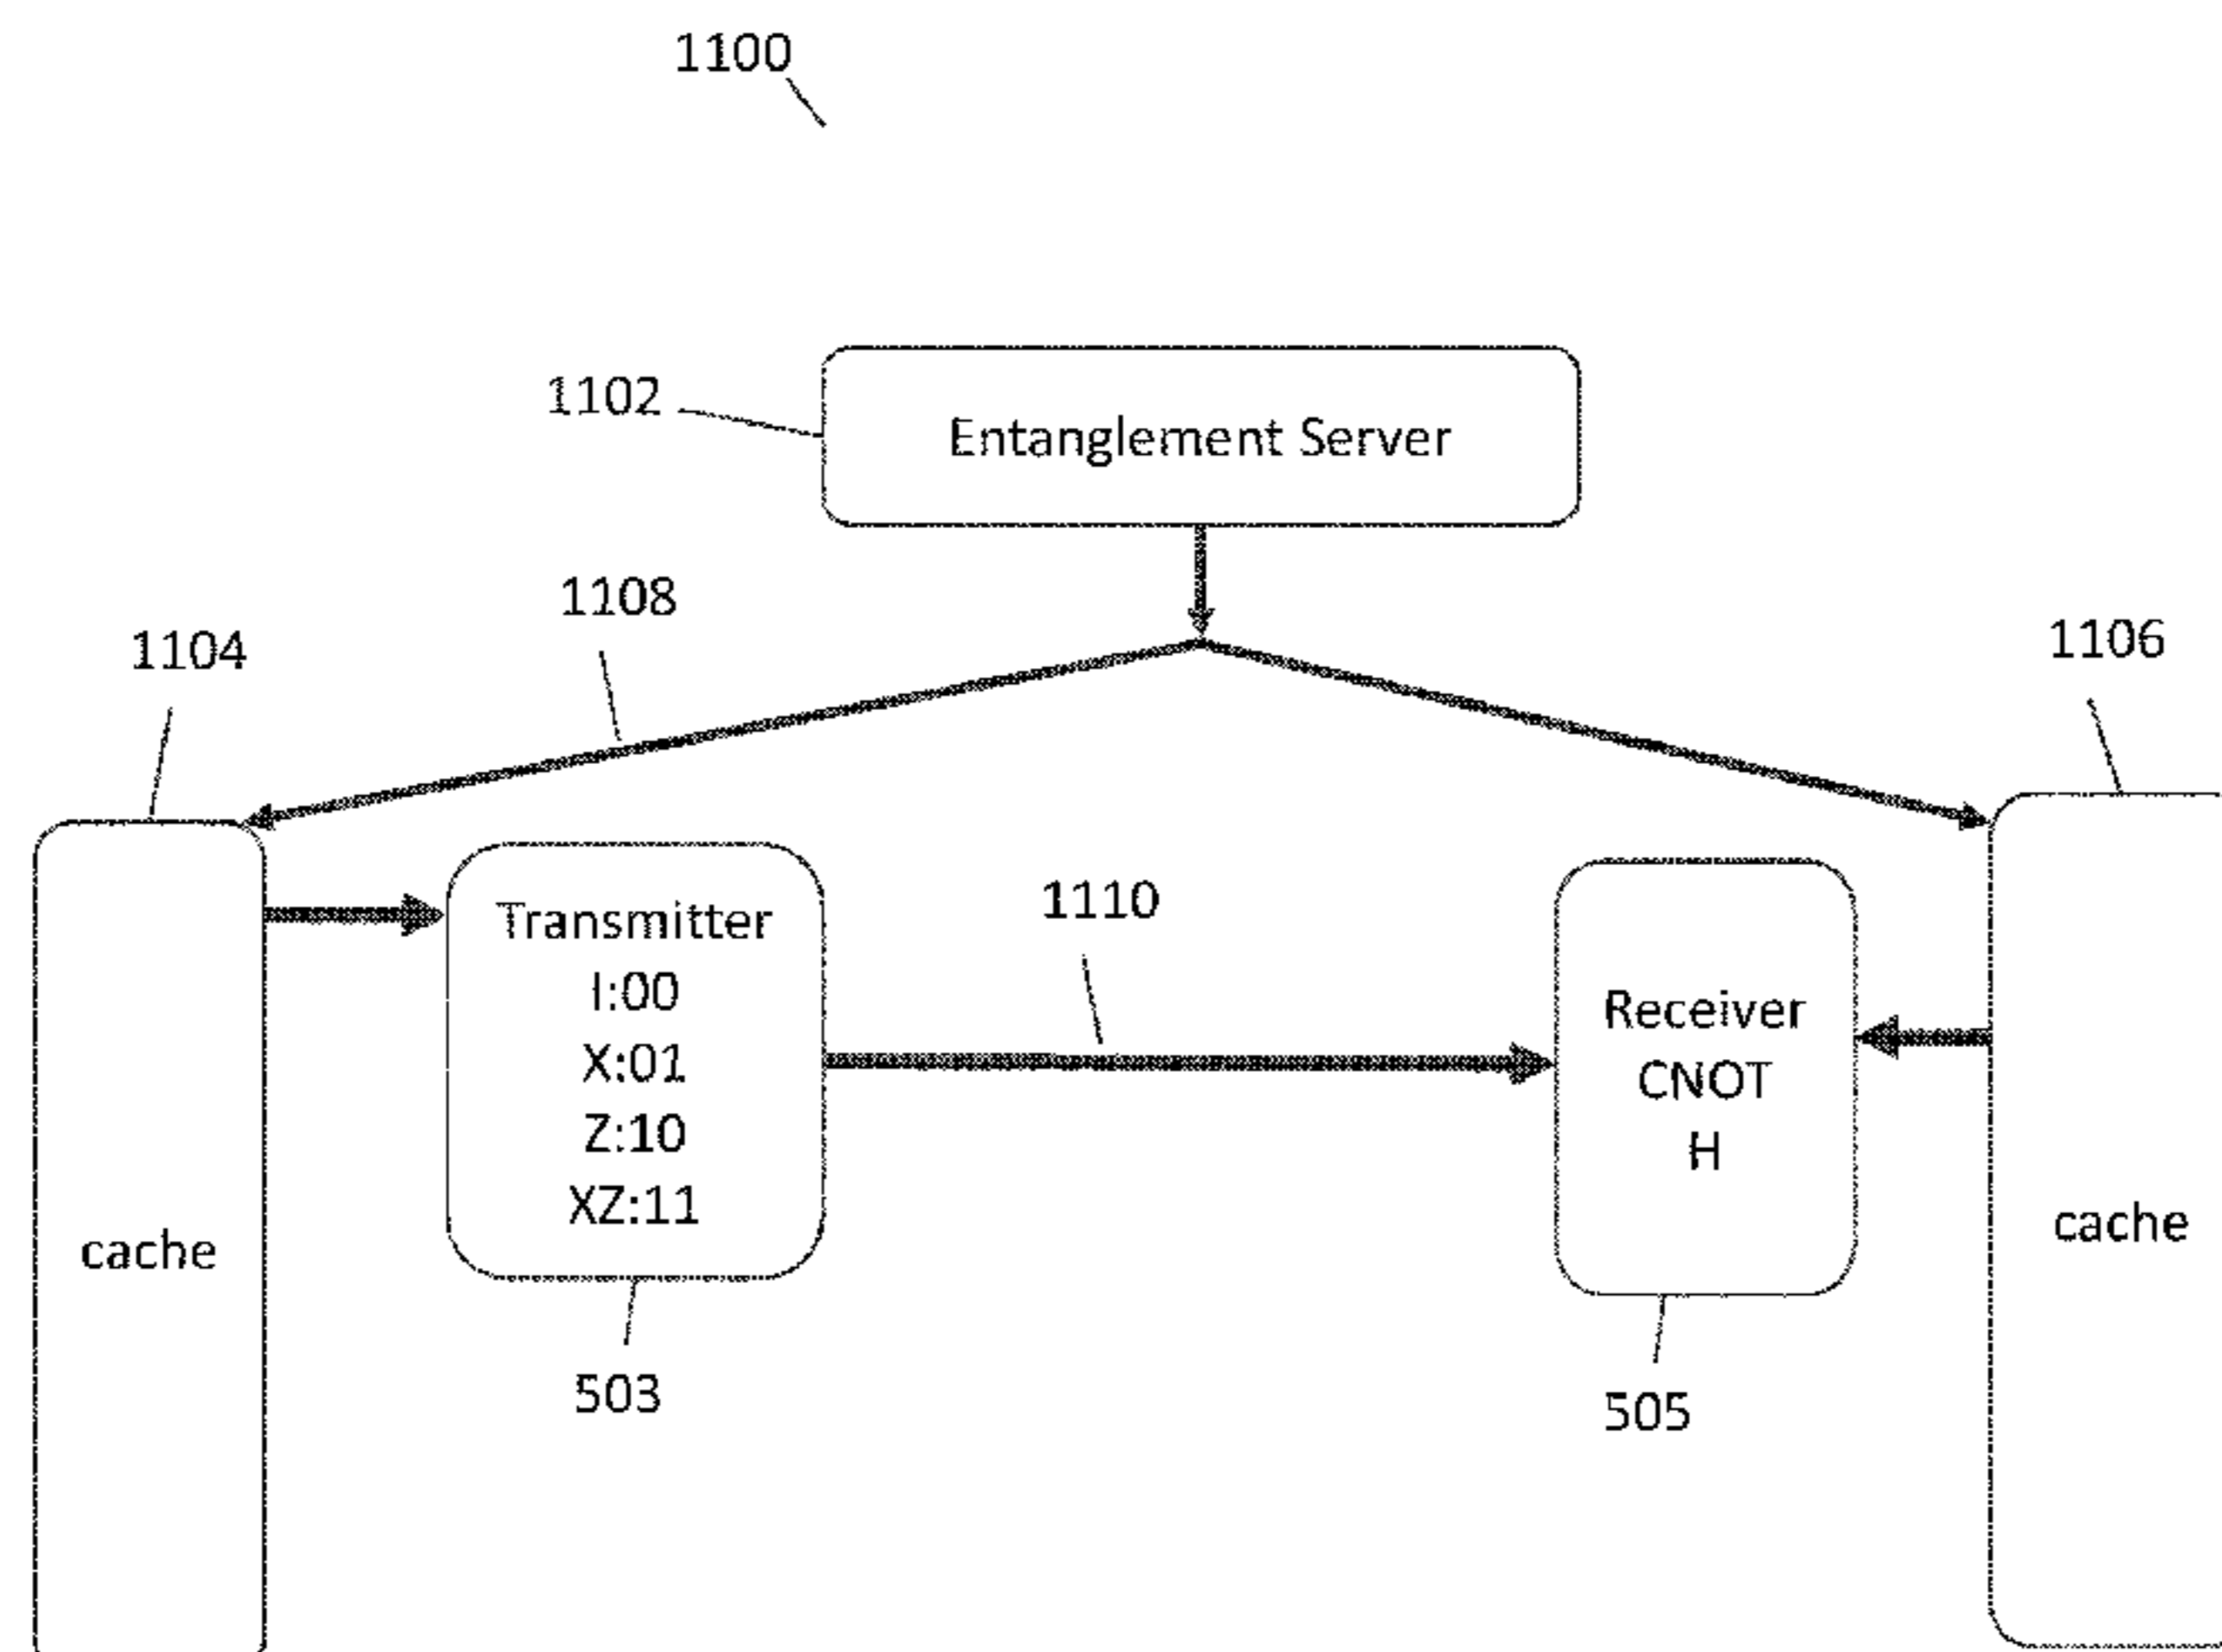 1100
1102
Entanglement Server
1108
1104
1106
1110
Transmitter
I:00
X:01
Z:10
XZ:11
Receiver
CNOT
H
cache
cache
503
505